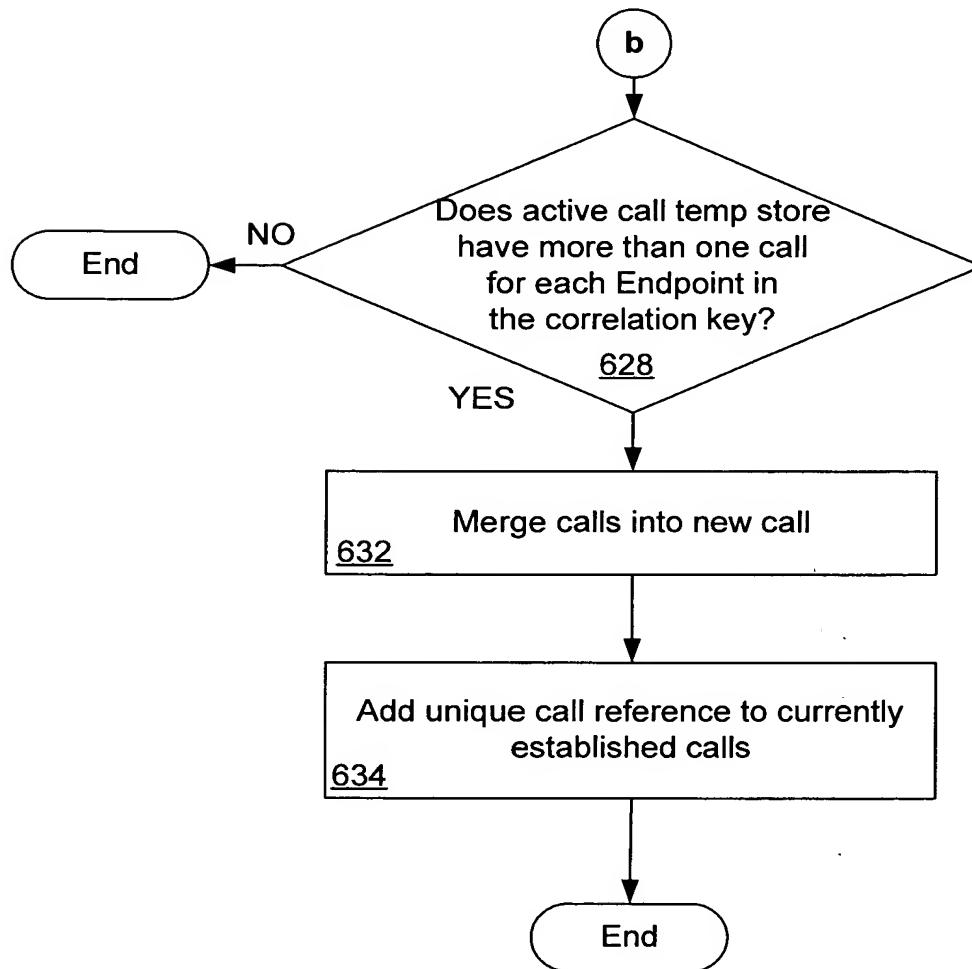 b
Does active call temp store
have more than one call
for each Endpoint in
the correlation key?
628
NO
End
YES
Merge calls into new call
632
Add unique call reference to currently
established calls
634
End